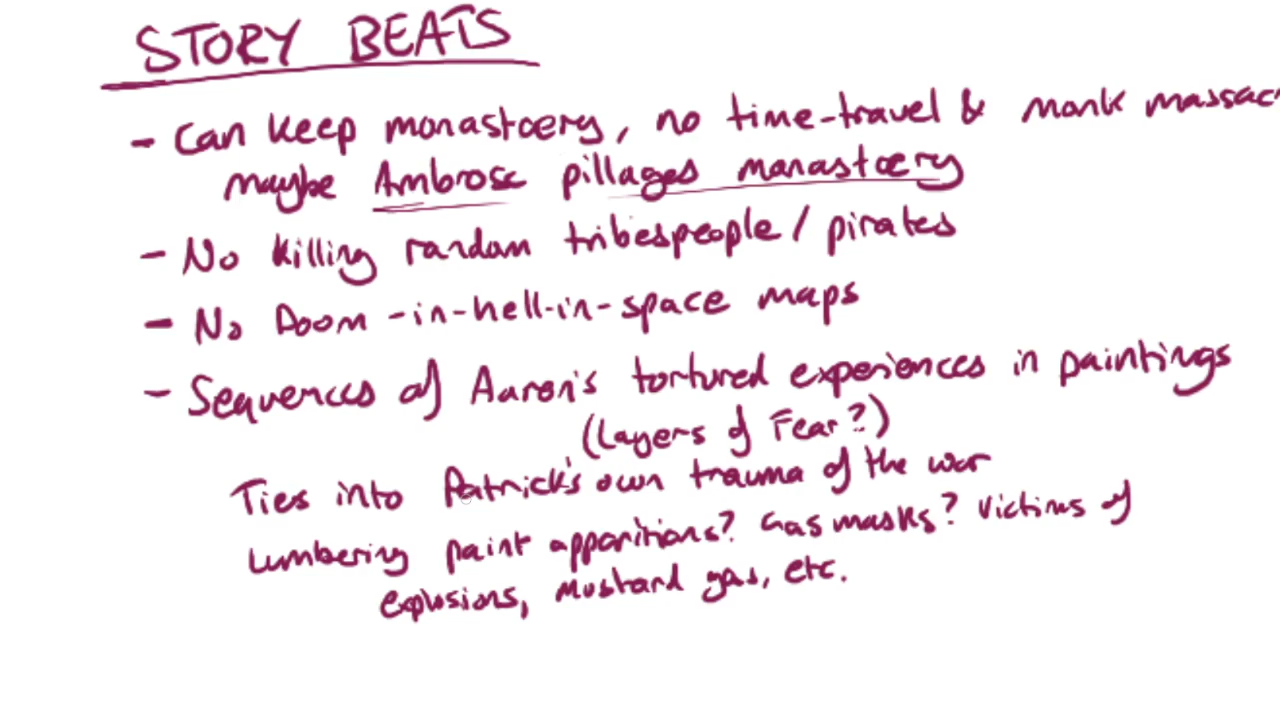 STORY BEATS
- Can keep monastoery, no time-travel & monk massac
maybe Ambrose pillages manastoery
- No killing random tribespeople / pirates
- No Doom-in-hell-in-space maps
- Sequences of Aaron's tortured experiences in paintings
(Layers of Fear?)
Ties into Patrick's own trauma of the war
Lumbering paint apparitions? Gas masks? Victims of
explosions, mustard gas, etc.